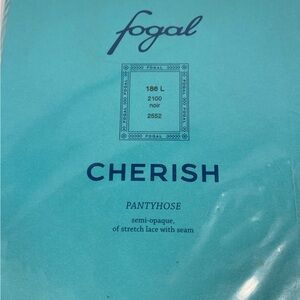 fogal
FOGAL
186 L
2100
noir
2552
FOGAL
CHERISH
PANTYHOSE
semi-opaque,
of stretch lace with seam